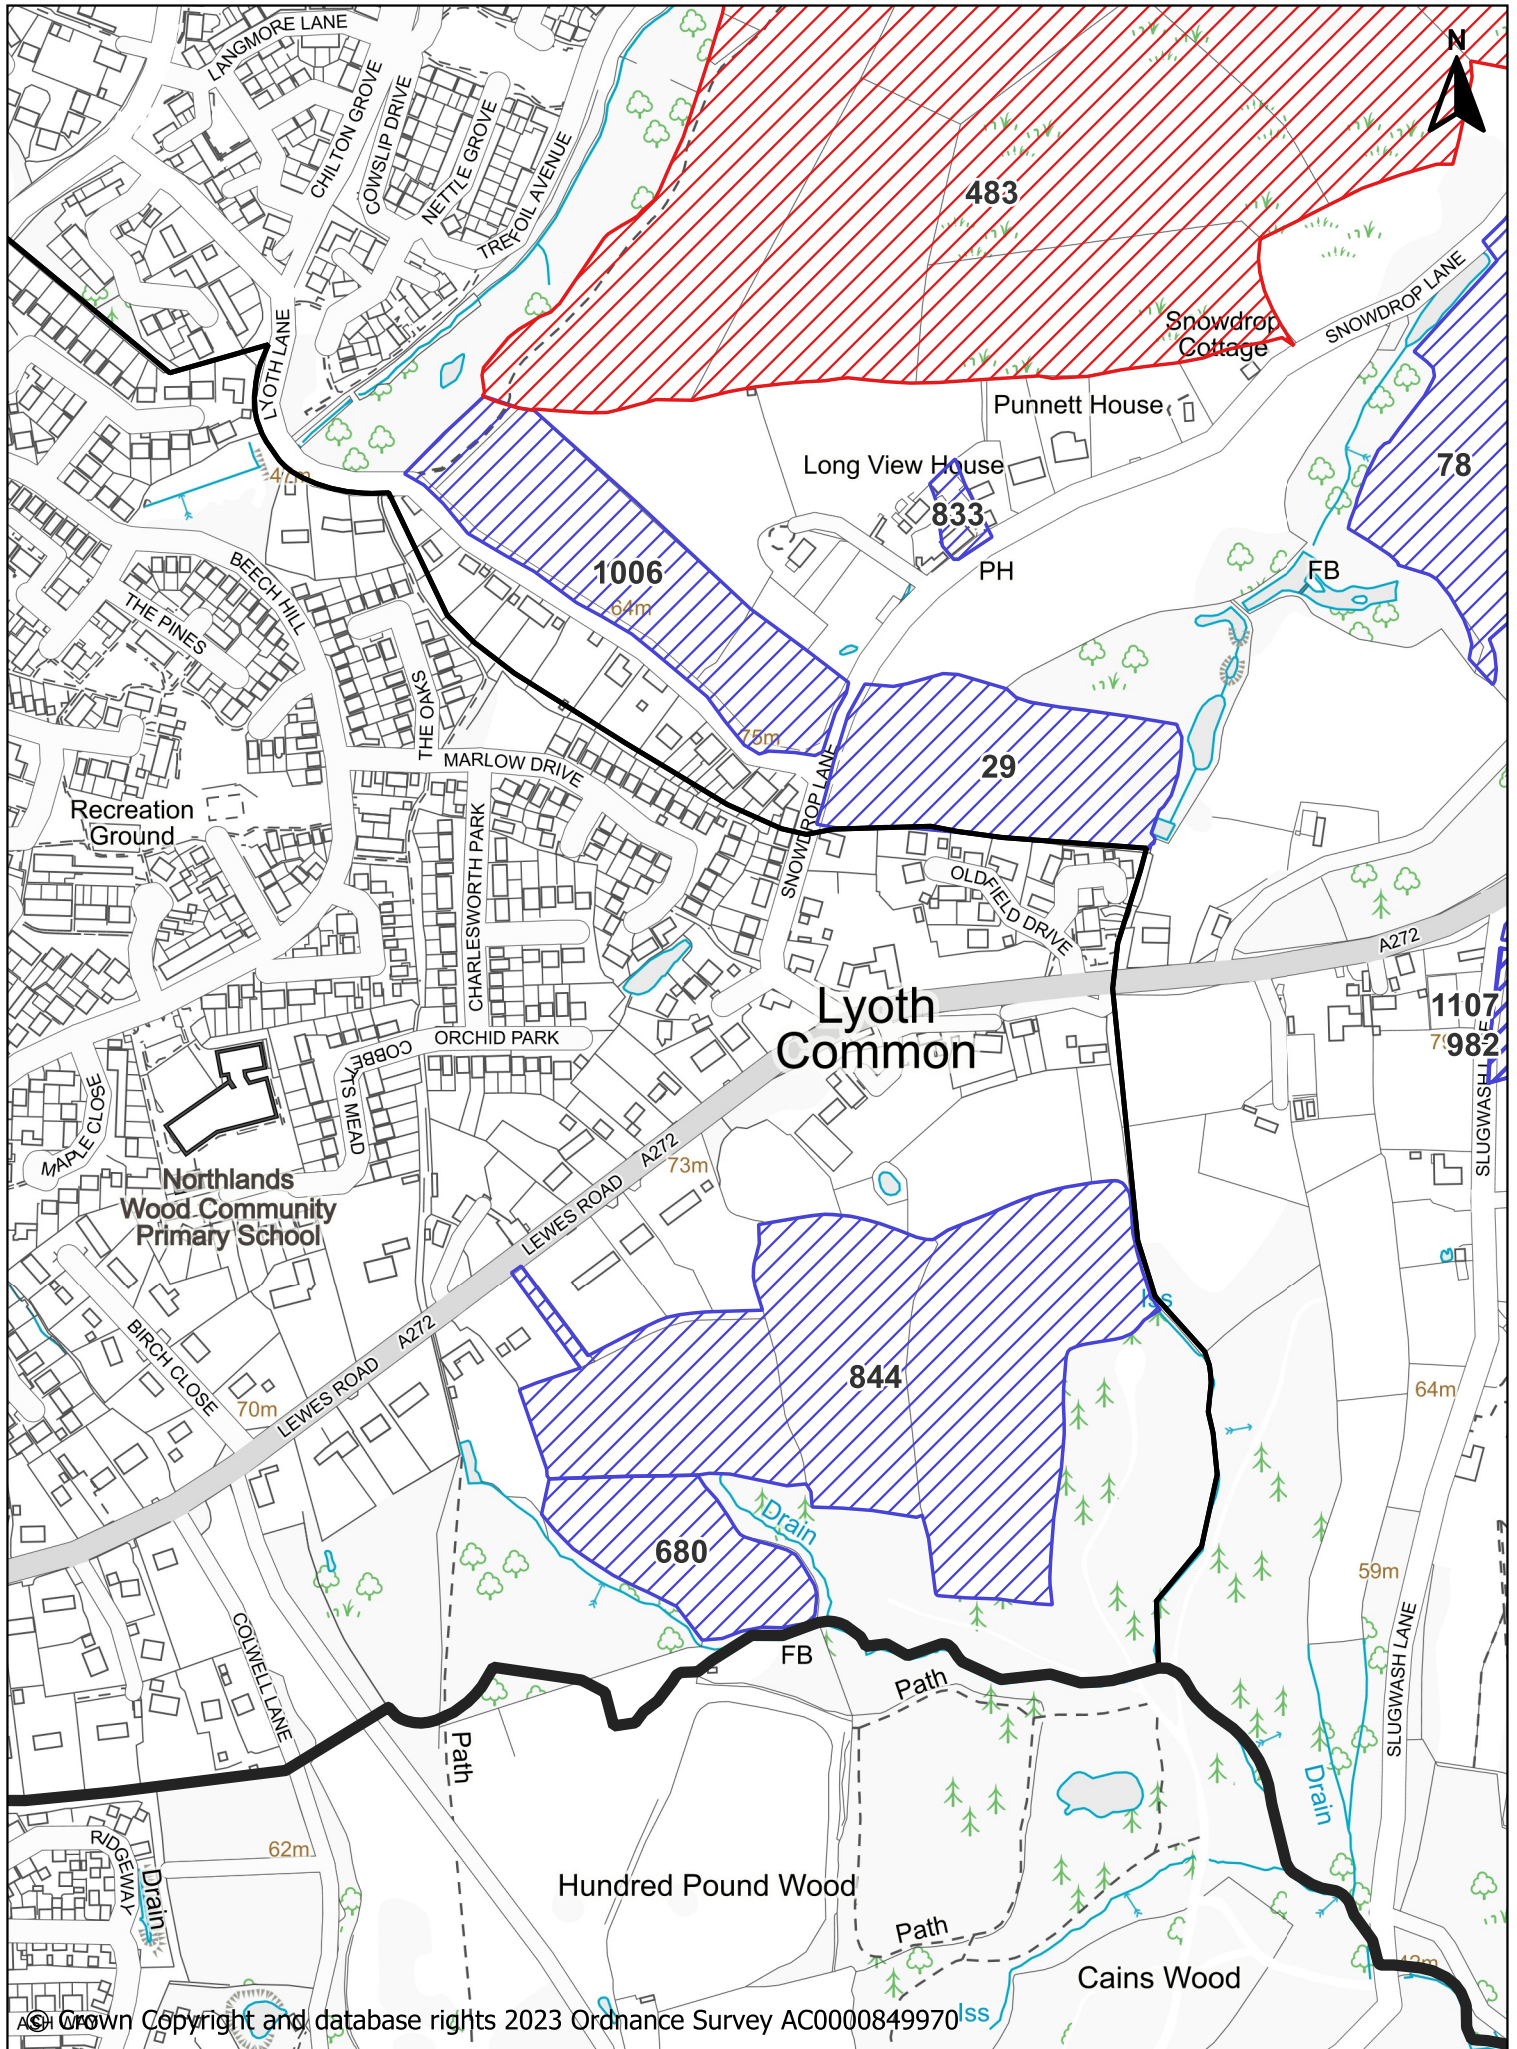 LANGMORE LANE
N
CHILTON GROVE
COWSLIP DRIVE
NETTLE GROVE
TREFOIL AVENUE
483
SNOWDROP LANE
Snowdrop
Cottage
LYOTH LANE
Punnett House
Long View House
47m
78
833
PH
FB
1006
64m
BEECH HILL
THE PINES
THE OAKS
75m
MARLOW DRIVE
29
SNOWDROP LANE
Recreation
Ground
CHARLESWORTH PARK
OLDFIELD DRIVE
A272
Lyoth
Common
1107
982
ORCHID PARK
COBBE
TS MEAD
MAPLE CLOSE
SLUGWASH L
E
A272
73m
Northlands
Wood Community
Primary School
LEWES ROAD
Iss
BIRCH CLOSE
A272
LEWES ROAD
844
64m
70m
Drain
680
59m
COLWELL LANE
FB
SLUGWASH LANE
Path
Path
Drain
62m
RIDGEWAY
Drain
Hundred Pound Wood
Path
Cains Wood
© Crown Copyright and database rights 2023 Ordnance Survey AC0000849970
Iss